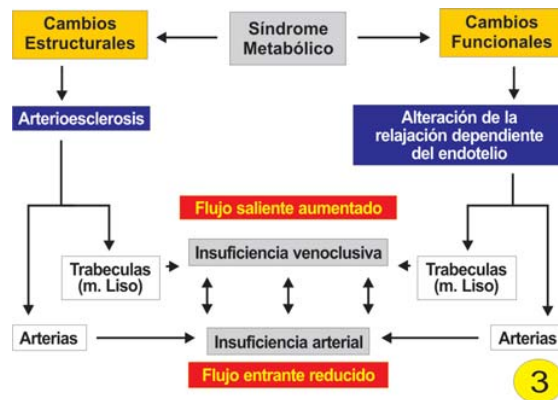 Cambios
Estructurales
Síndrome
Metabólico
Cambios
Funcionales
Arterioesclerosis
Alteración de la
relajación dependiente
del endotelio
Flujo saliente aumentado
Trabeculas
(m. Liso)
Insuficiencia venoclusiva
Trabeculas
(m. Liso)
Arterias
Insuficiencia arterial
Arterias
Flujo entrante reducido
3